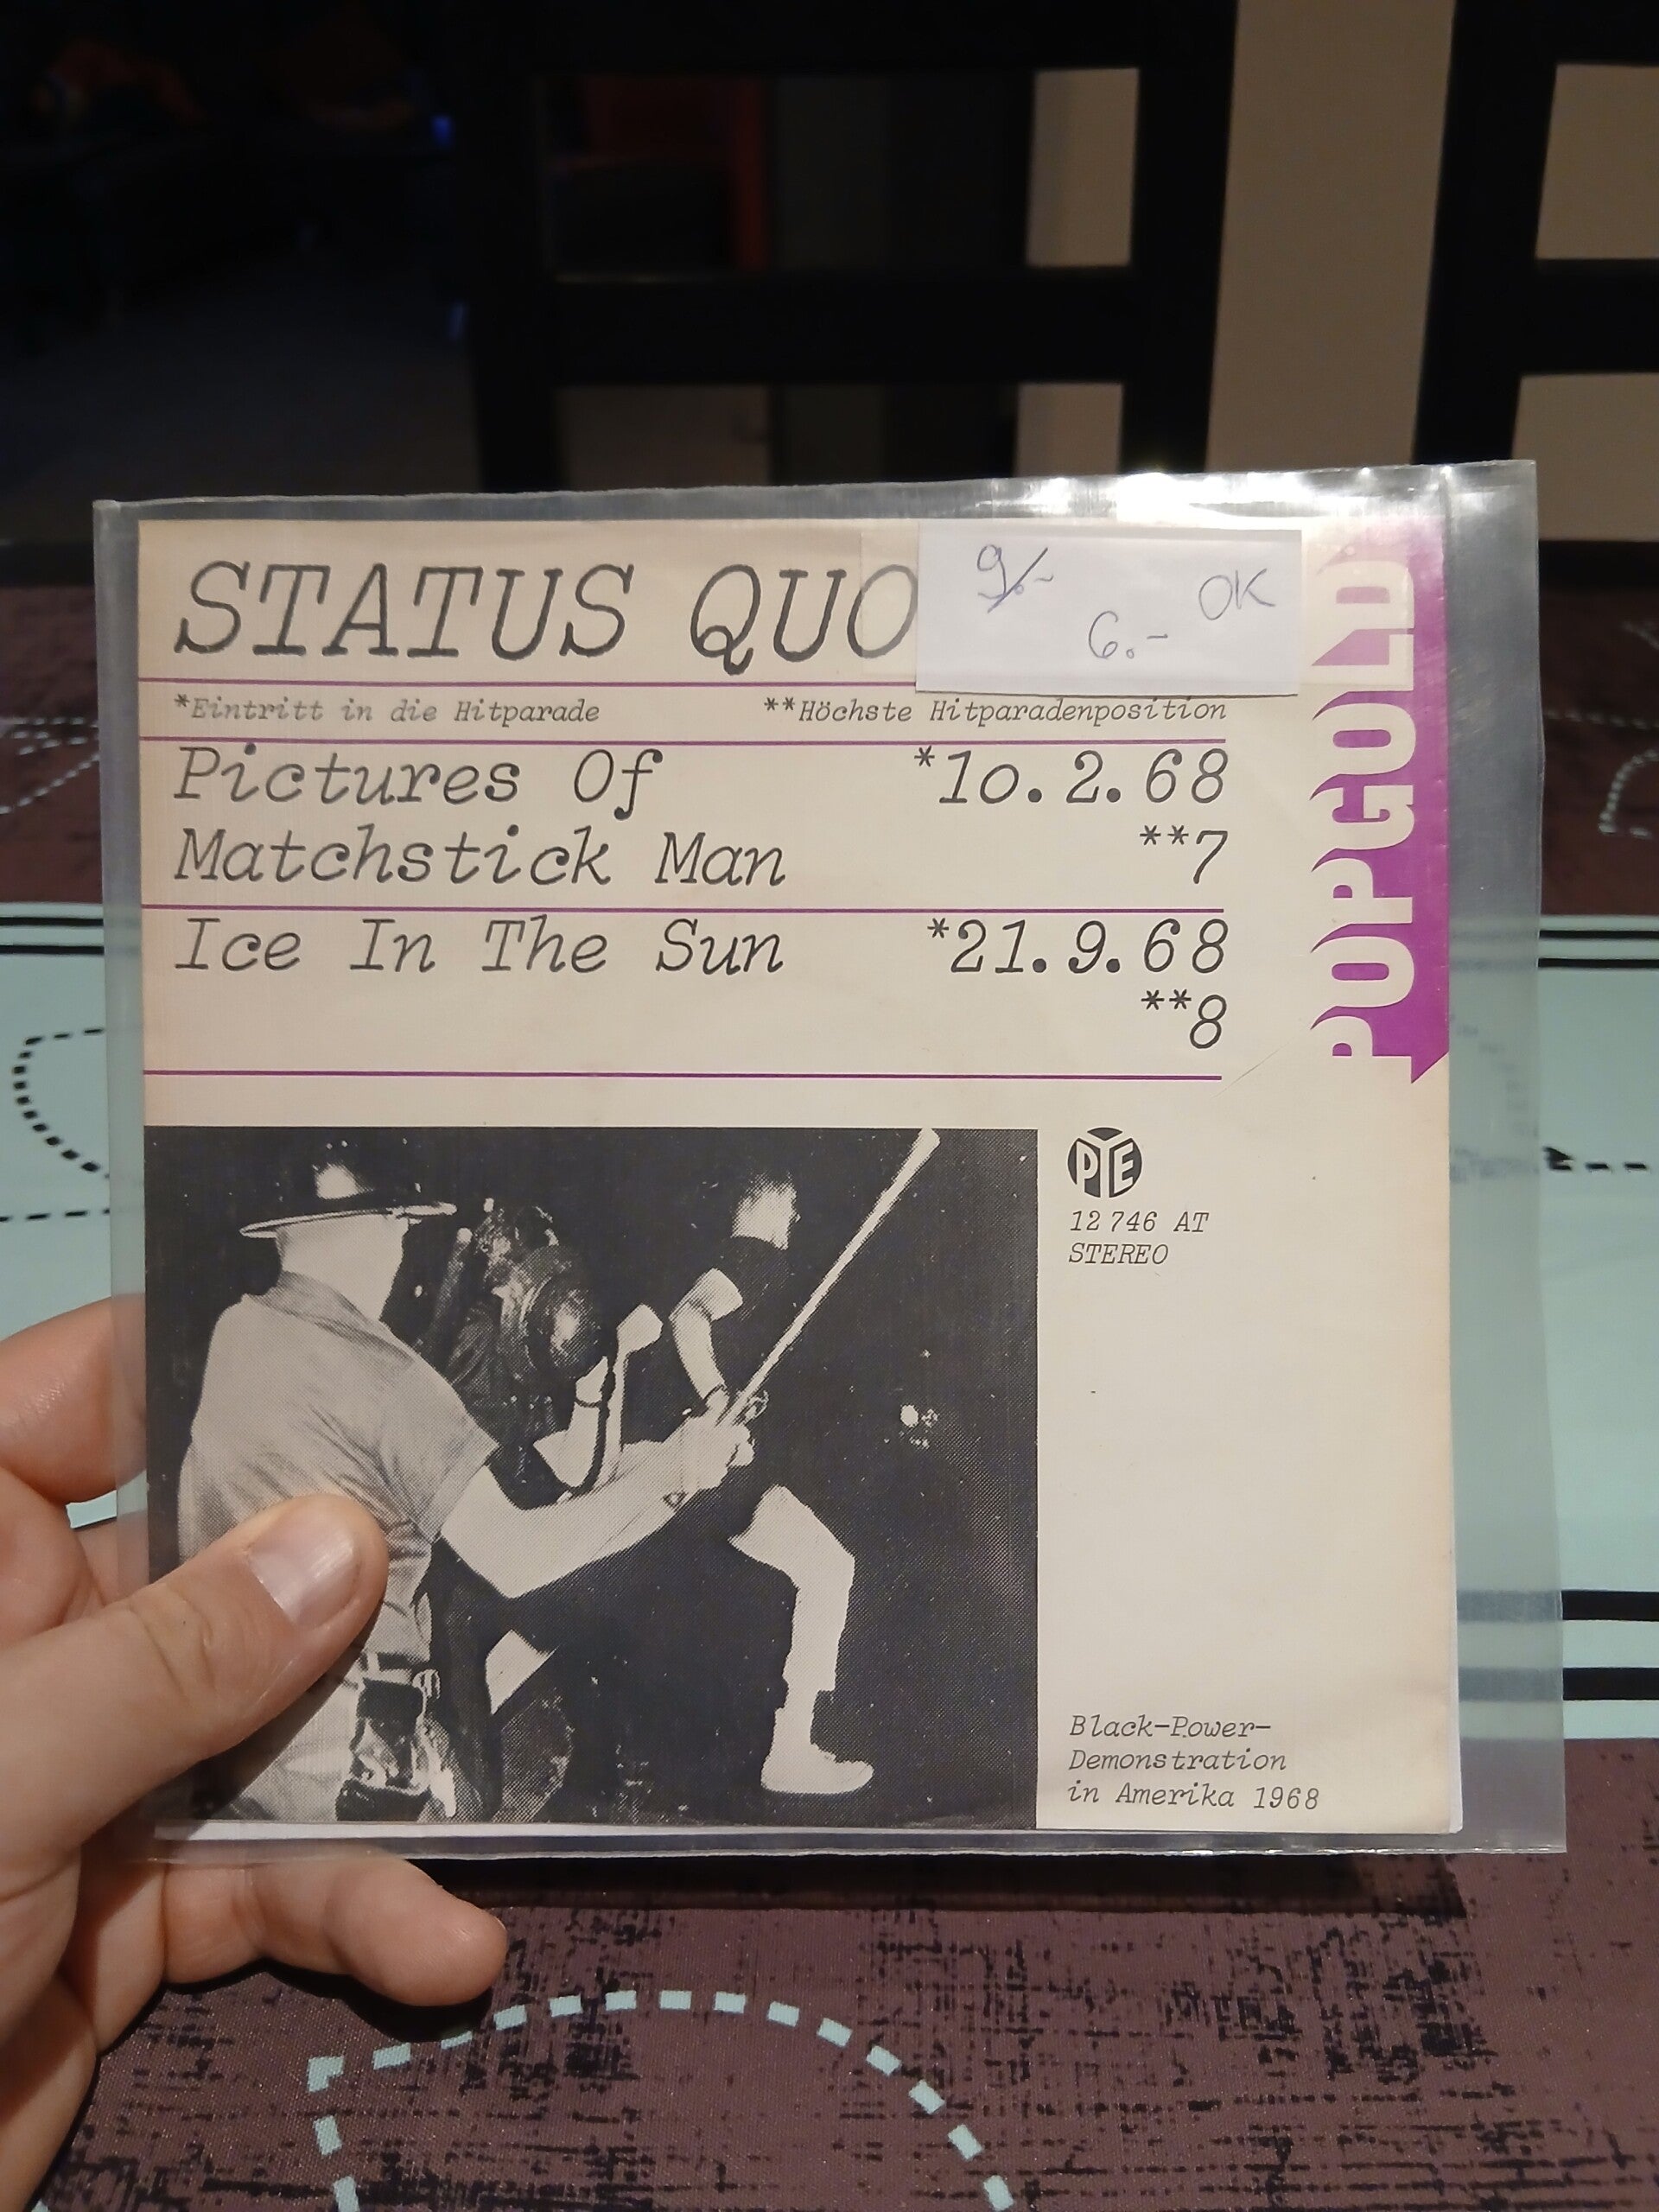 STATUS QUO
9.-
6.- OK
*Eintritt in die Hitparade **Höchste Hitparadenposition
Pictures Of *10.2.68
Matchstick Man **7
Ice In The Sun *21.9.68
**8
POPGOLD
PYE
12 746 AT
STEREO
Black-Power-
Demonstration
in Amerika 1968